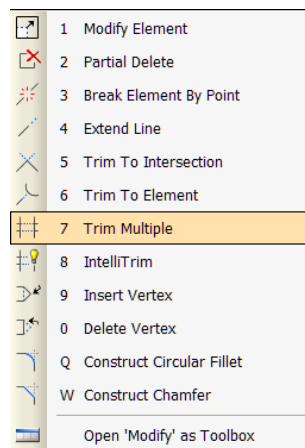 1 Modify Element
2 Partial Delete
3 Break Element By Point
4 Extend Line
5 Trim To Intersection
6 Trim To Element
7 Trim Multiple
8 IntelliTrim
9 Insert Vertex
0 Delete Vertex
Q Construct Circular Fillet
W Construct Chamfer
Open 'Modify' as Toolbox